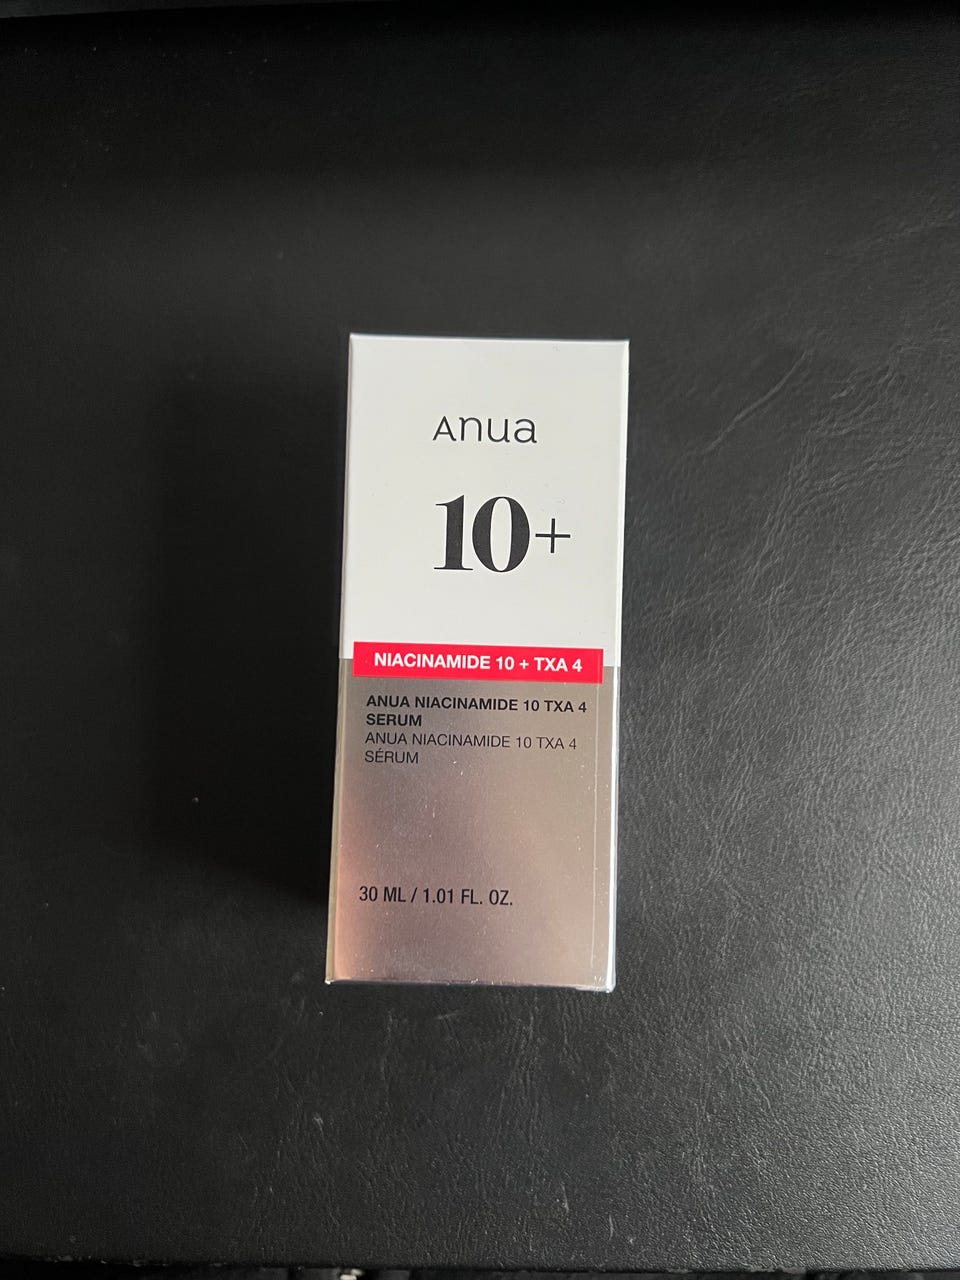 Anua
10+
NIACINAMIDE 10 + TXA 4
ANUA NIACINAMIDE 10 TXA 4
SERUM
ANUA NIACINAMIDE 10 TXA 4
SÉRUM
30 ML / 1.01 FL. OZ.